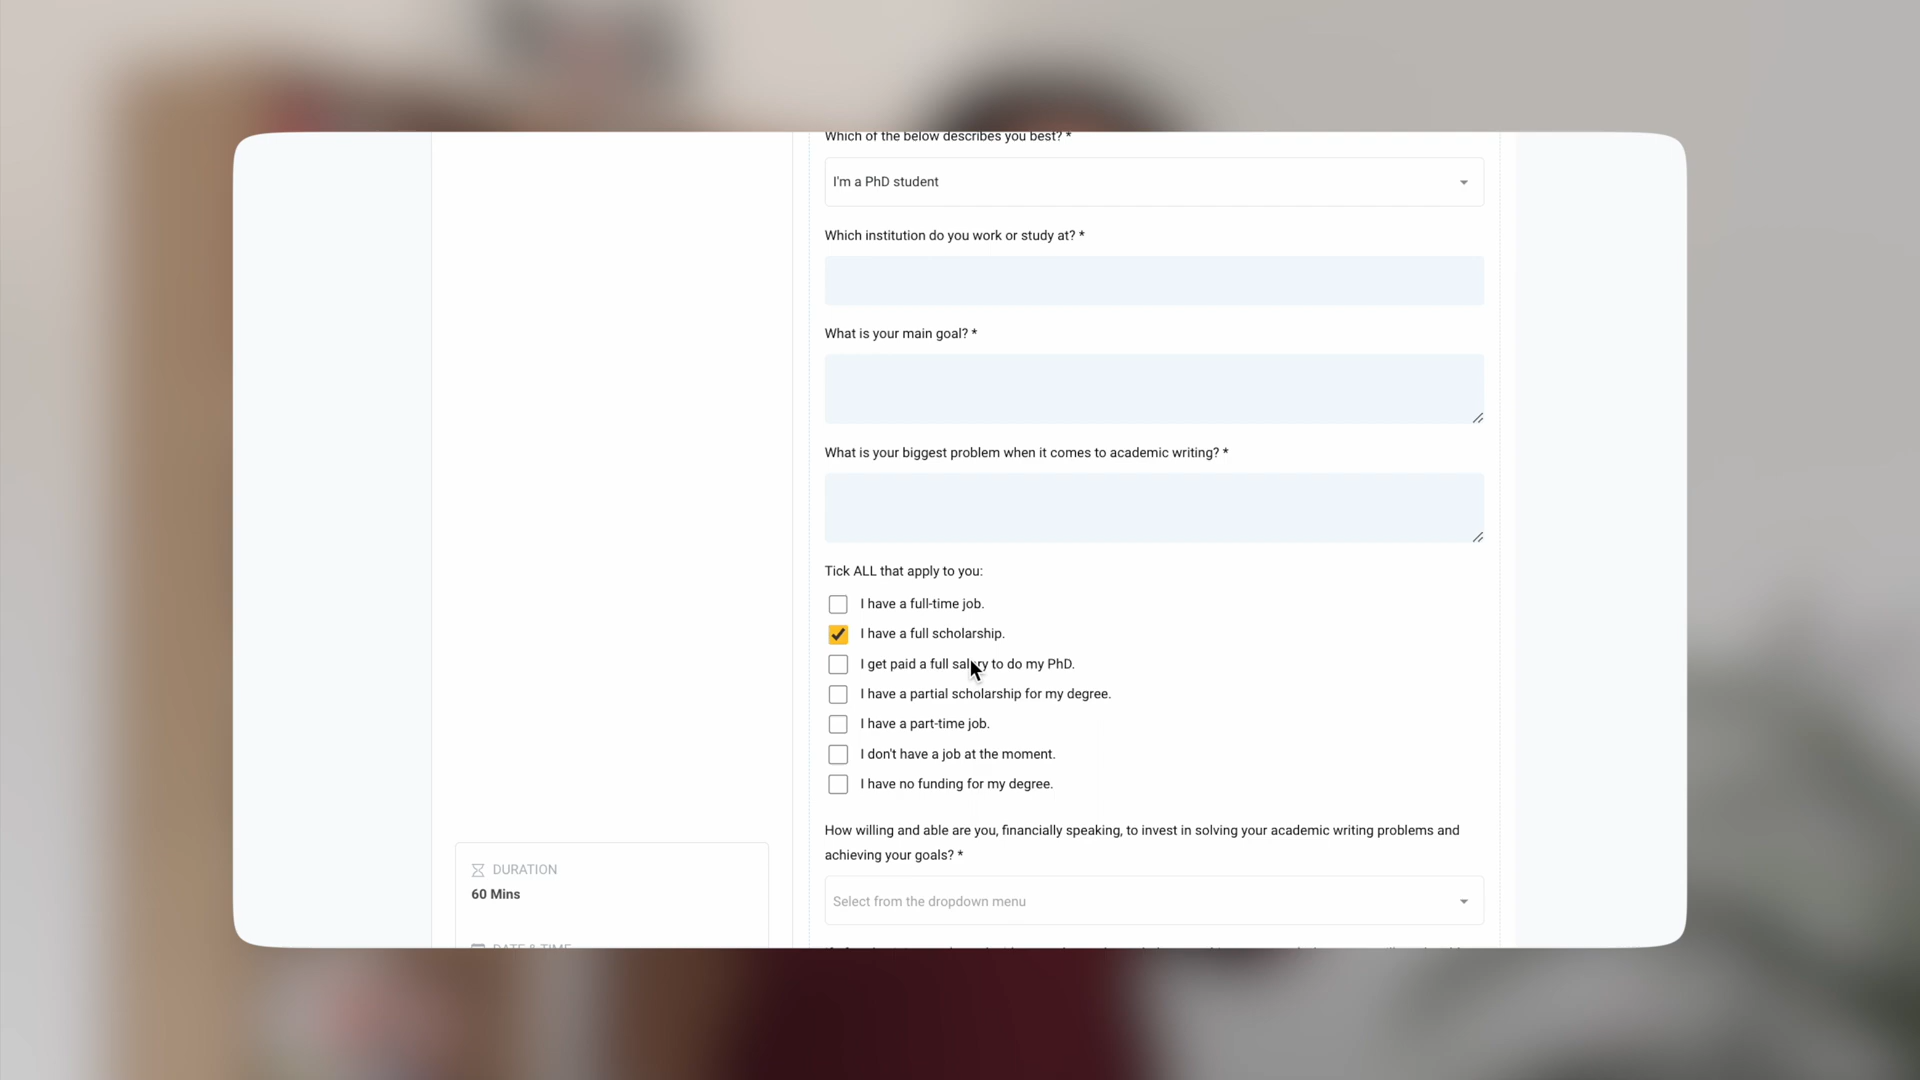 Which of the below describes you best? *
I'm a PhD student
Which institution do you work or study at? *
What is your main goal? *
What is your biggest problem when it comes to academic writing? *
Tick ALL that apply to you:
I have a full-time job.
I have a full scholarship.
I get paid a full salary to do my PhD.
I have a partial scholarship for my degree.
I have a part-time job.
I don't have a job at the moment.
I have no funding for my degree.
How willing and able are you, financially speaking, to invest in solving your academic writing problems and
achieving your goals? *
Select from the dropdown menu
DURATION
60 Mins
DATE & TIME